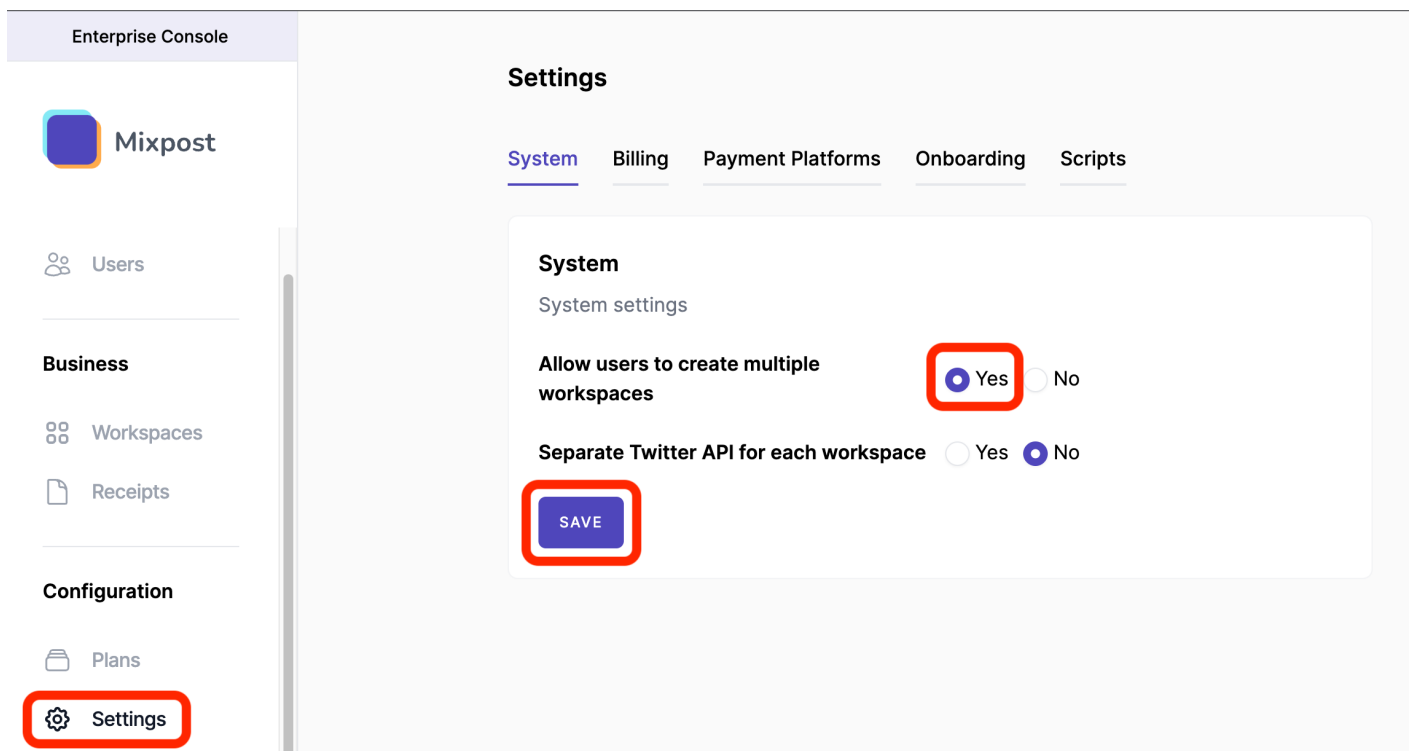 Enterprise Console
Mixpost
Users
Business
Workspaces
Receipts
Configuration
Plans
Settings
Settings
System Billing Payment Platforms Onboarding Scripts
System
System settings
Allow users to create multiple
workspaces
Yes No
Separate Twitter API for each workspace Yes No
SAVE